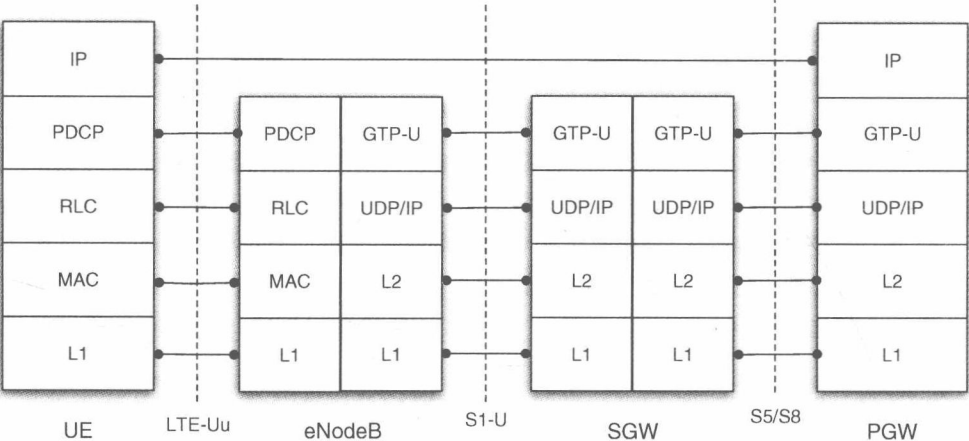 IP IP
PDCP PDCP GTP-U GTP-U GTP-U GTP-U
RLC RLC UDP/IP UDP/IP UDP/IP UDP/IP
MAC MAC L2 L2 L2 L2
L1 L1 L1 L1 L1 L1
UE LTE-Uu eNodeB S1-U SGW S5/S8 PGW